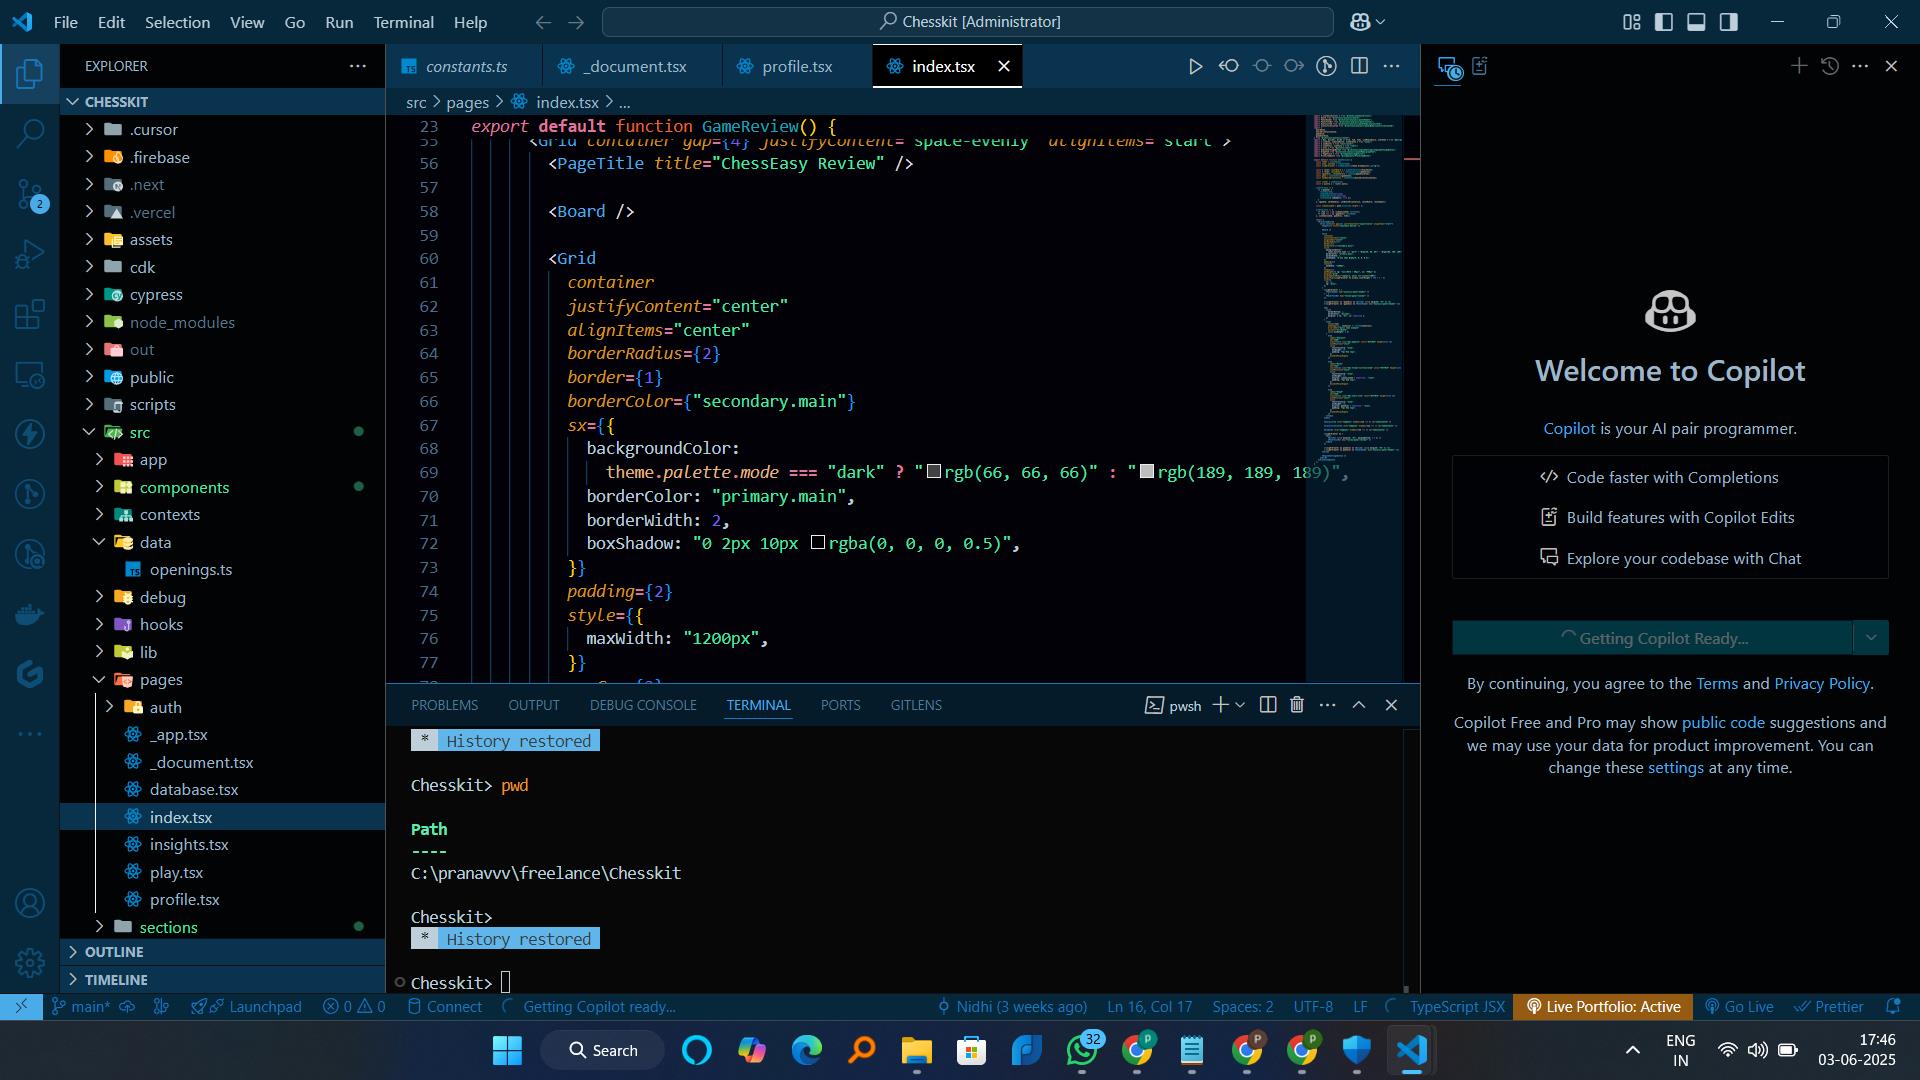 File Edit Selection View Go Run Terminal Help
Chesskit [Administrator]
EXPLORER
CHESSKIT
.cursor
.firebase
.next
.vercel
assets
cdk
cypress
node_modules
out
public
scripts
src
app
components
contexts
data
openings.ts
debug
hooks
lib
pages
auth
_app.tsx
_document.tsx
database.tsx
index.tsx
insights.tsx
play.tsx
profile.tsx
sections
OUTLINE
TIMELINE
2
constants.ts _document.tsx profile.tsx index.tsx
src > pages > index.tsx > ...
23 export default function GameReview() {
55 <Grid container gap={4} justifyContent="space-evenly" alignItems="start">
56 <PageTitle title="ChessEasy Review" />
57
58 <Board />
59
60 <Grid
61 container
62 justifyContent="center"
63 alignItems="center"
64 borderRadius={2}
65 border={1}
66 borderColor={"secondary.main"}
67 sx={{
68 backgroundColor:
69 theme.palette.mode === "dark" ? "rgb(66, 66, 66)" : "rgb(189, 189, 189)",
70 borderColor: "primary.main",
71 borderWidth: 2,
72 boxShadow: "0 2px 10px rgba(0, 0, 0, 0.5)",
73 }}
74 padding={2}
75 style={{
76 maxWidth: "1200px",
77 }}
PROBLEMS OUTPUT DEBUG CONSOLE TERMINAL PORTS GITLENS
pwsh
* History restored
Chesskit> pwd
Path
----
C:\pranavvv\freelance\Chesskit
Chesskit>
* History restored
Chesskit>
Welcome to Copilot
Copilot is your AI pair programmer.
Code faster with Completions
Build features with Copilot Edits
Explore your codebase with Chat
Getting Copilot Ready...
By continuing, you agree to the Terms and Privacy Policy.
Copilot Free and Pro may show public code suggestions and
we may use your data for product improvement. You can
change these settings at any time.
main* Launchpad 0 0 Connect Getting Copilot ready... Nidhi (3 weeks ago) Ln 16, Col 17 Spaces: 2 UTF-8 LF TypeScript JSX Live Portfolio: Active Go Live Prettier
Search
32
P
P
P
ENG
IN
17:46
03-06-2025